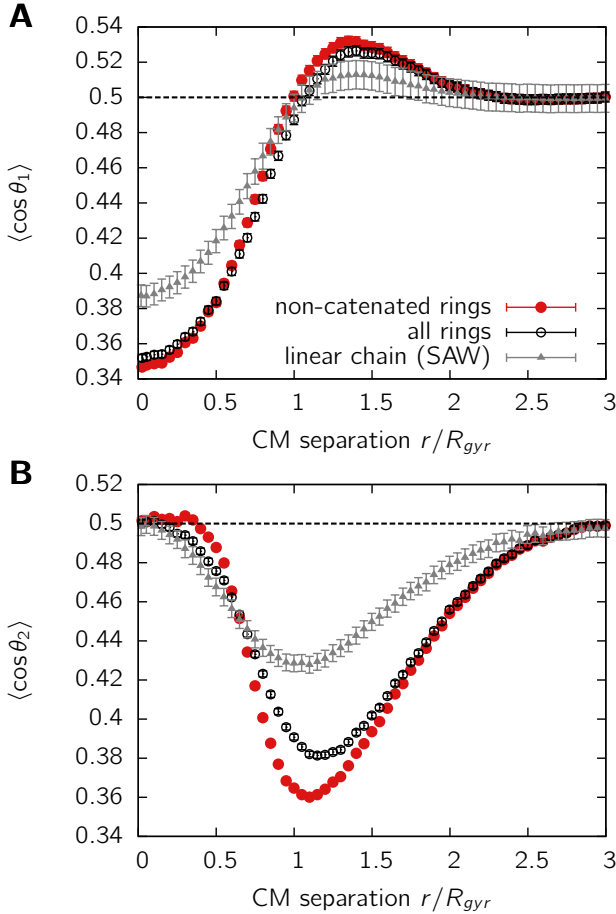 A
0.54
0.52
0.5
0.48
0.46
0.44
0.42
0.4
0.38
0.36
0.34
⟨cos θ₁⟩
non-catenated rings
all rings
linear chain (SAW)
0 0.5 1 1.5 2 2.5 3
CM separation r/R_gyr
B
0.52
0.5
0.48
0.46
0.44
0.42
0.4
0.38
0.36
0.34
⟨cos θ₂⟩
0 0.5 1 1.5 2 2.5 3
CM separation r/R_gyr